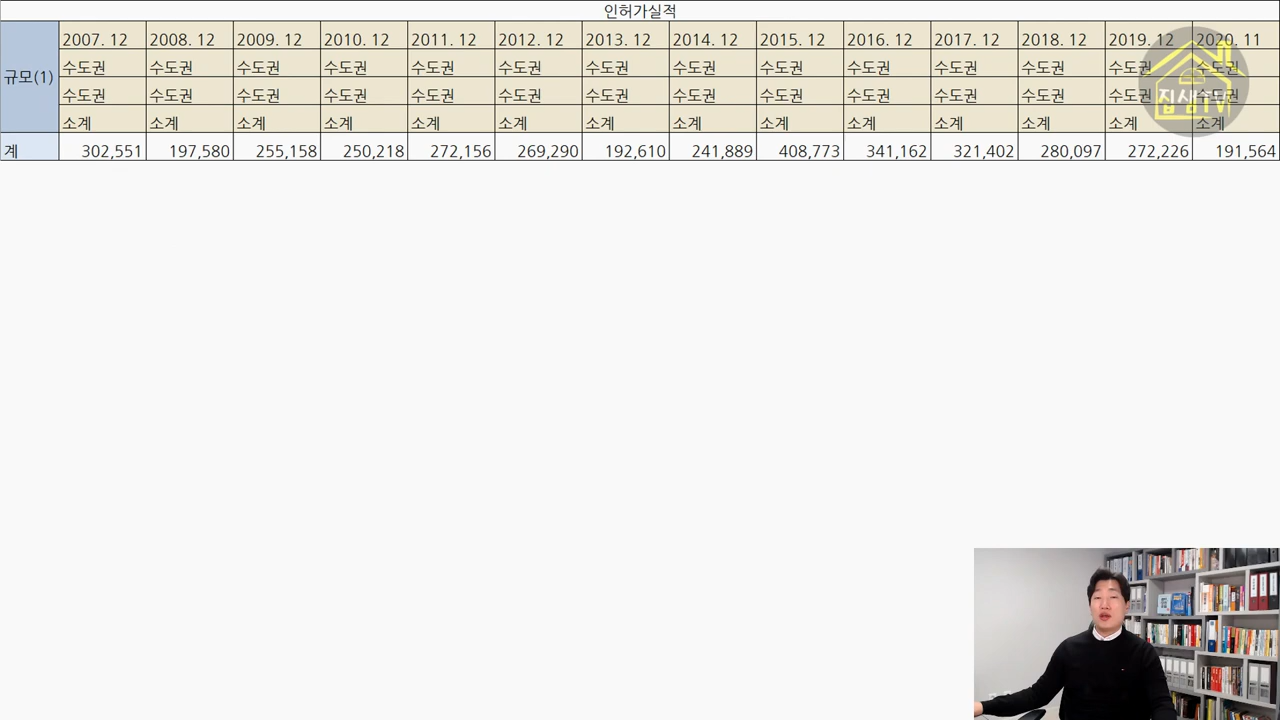 인허가실적
규모(1) 2007. 12 2008. 12 2009. 12 2010. 12 2011. 12 2012. 12 2013. 12 2014. 12 2015. 12 2016. 12 2017. 12 2018. 12 2019. 12 2020. 11
수도권 수도권 수도권 수도권 수도권 수도권 수도권 수도권 수도권 수도권 수도권 수도권 수도권 수도권
수도권 수도권 수도권 수도권 수도권 수도권 수도권 수도권 수도권 수도권 수도권 수도권 수도권 수도권
소계 소계 소계 소계 소계 소계 소계 소계 소계 소계 소계 소계 소계 소계
계 302,551 197,580 255,158 250,218 272,156 269,290 192,610 241,889 408,773 341,162 321,402 280,097 272,226 191,564
집샘TV